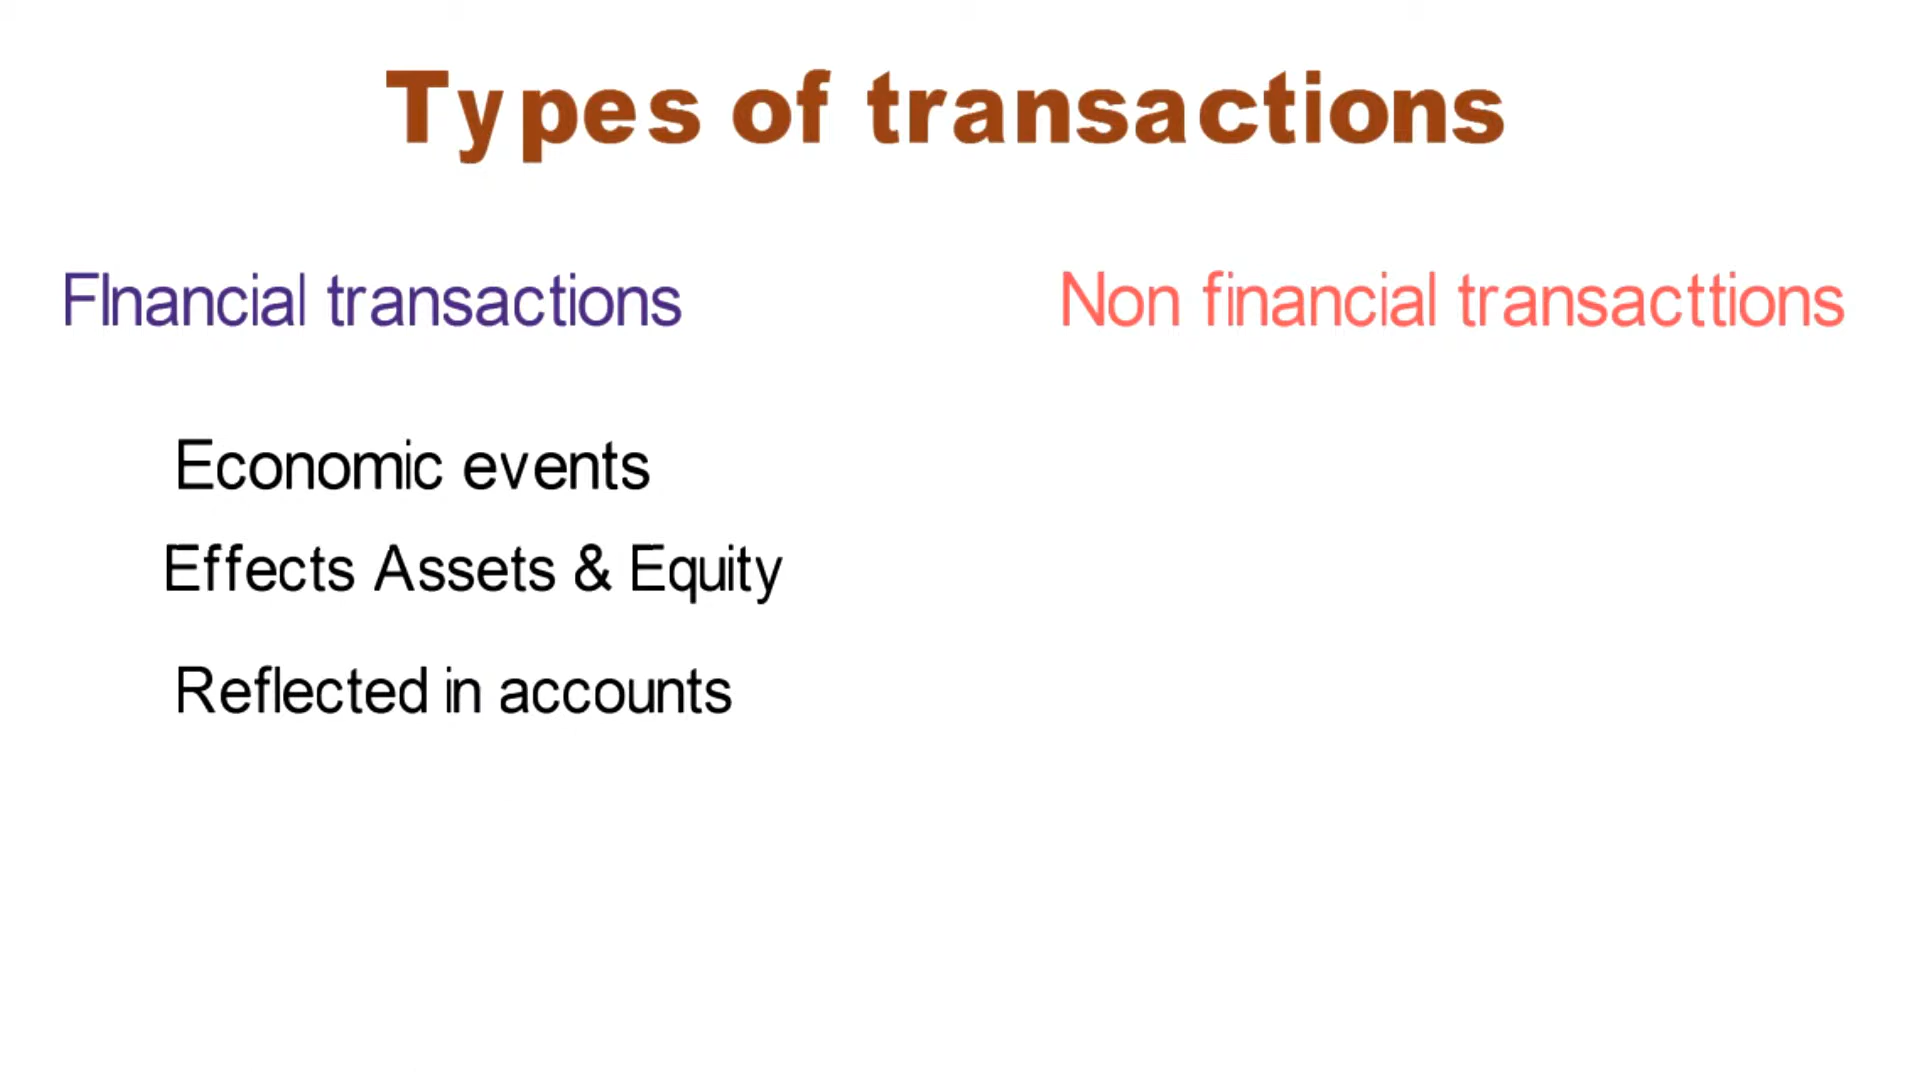 Types of transactions
FInancial transactions
Non financial transacttions
Economic events
Effects Assets & Equity
Reflected in accounts